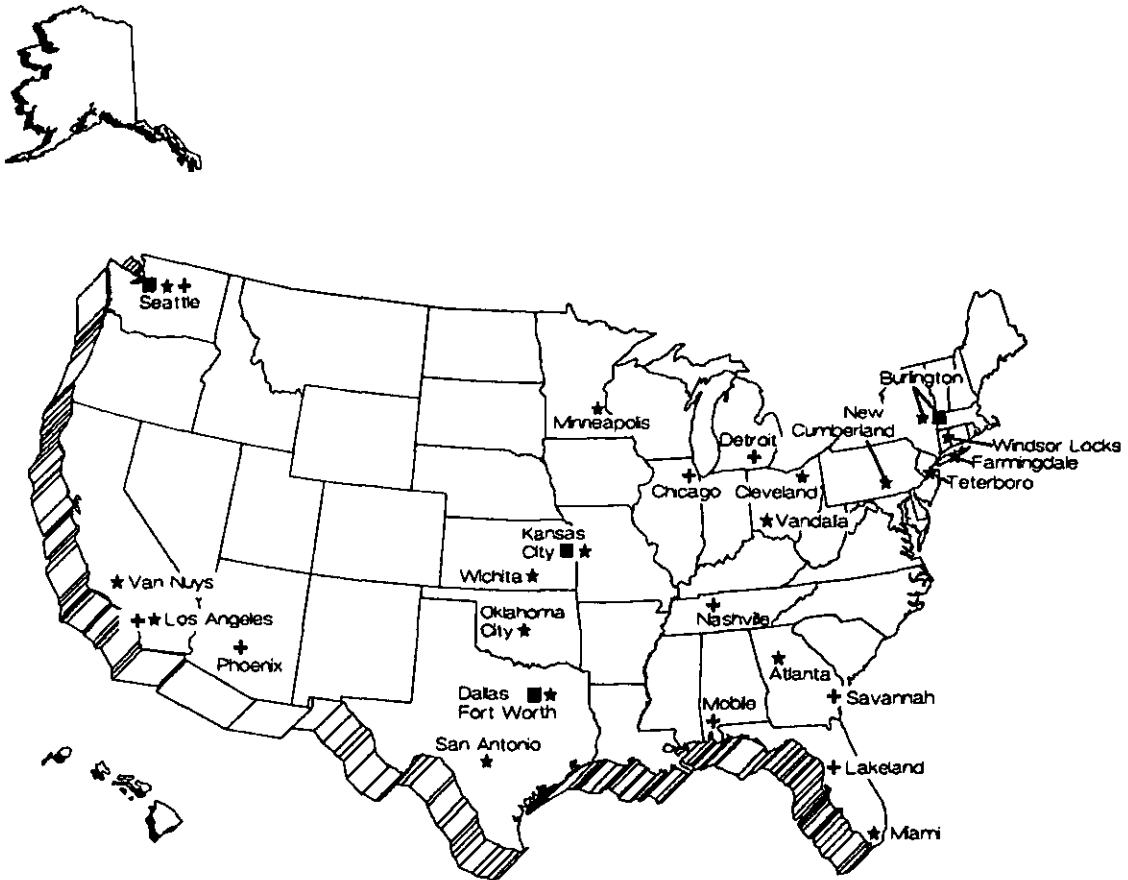 Seattle
Burlington
Minneapolis
New
Cumberland
Detroit
Windsor Locks
Farmingdale
Teterboro
Chicago
Cleveland
Vandalia
Kansas
City
Wichita
Van Nuys
Los Angeles
Oklahoma
City
Nashville
Phoenix
Atlanta
Dallas
Fort Worth
Savannah
Mobile
San Antonio
Lakeland
Miami